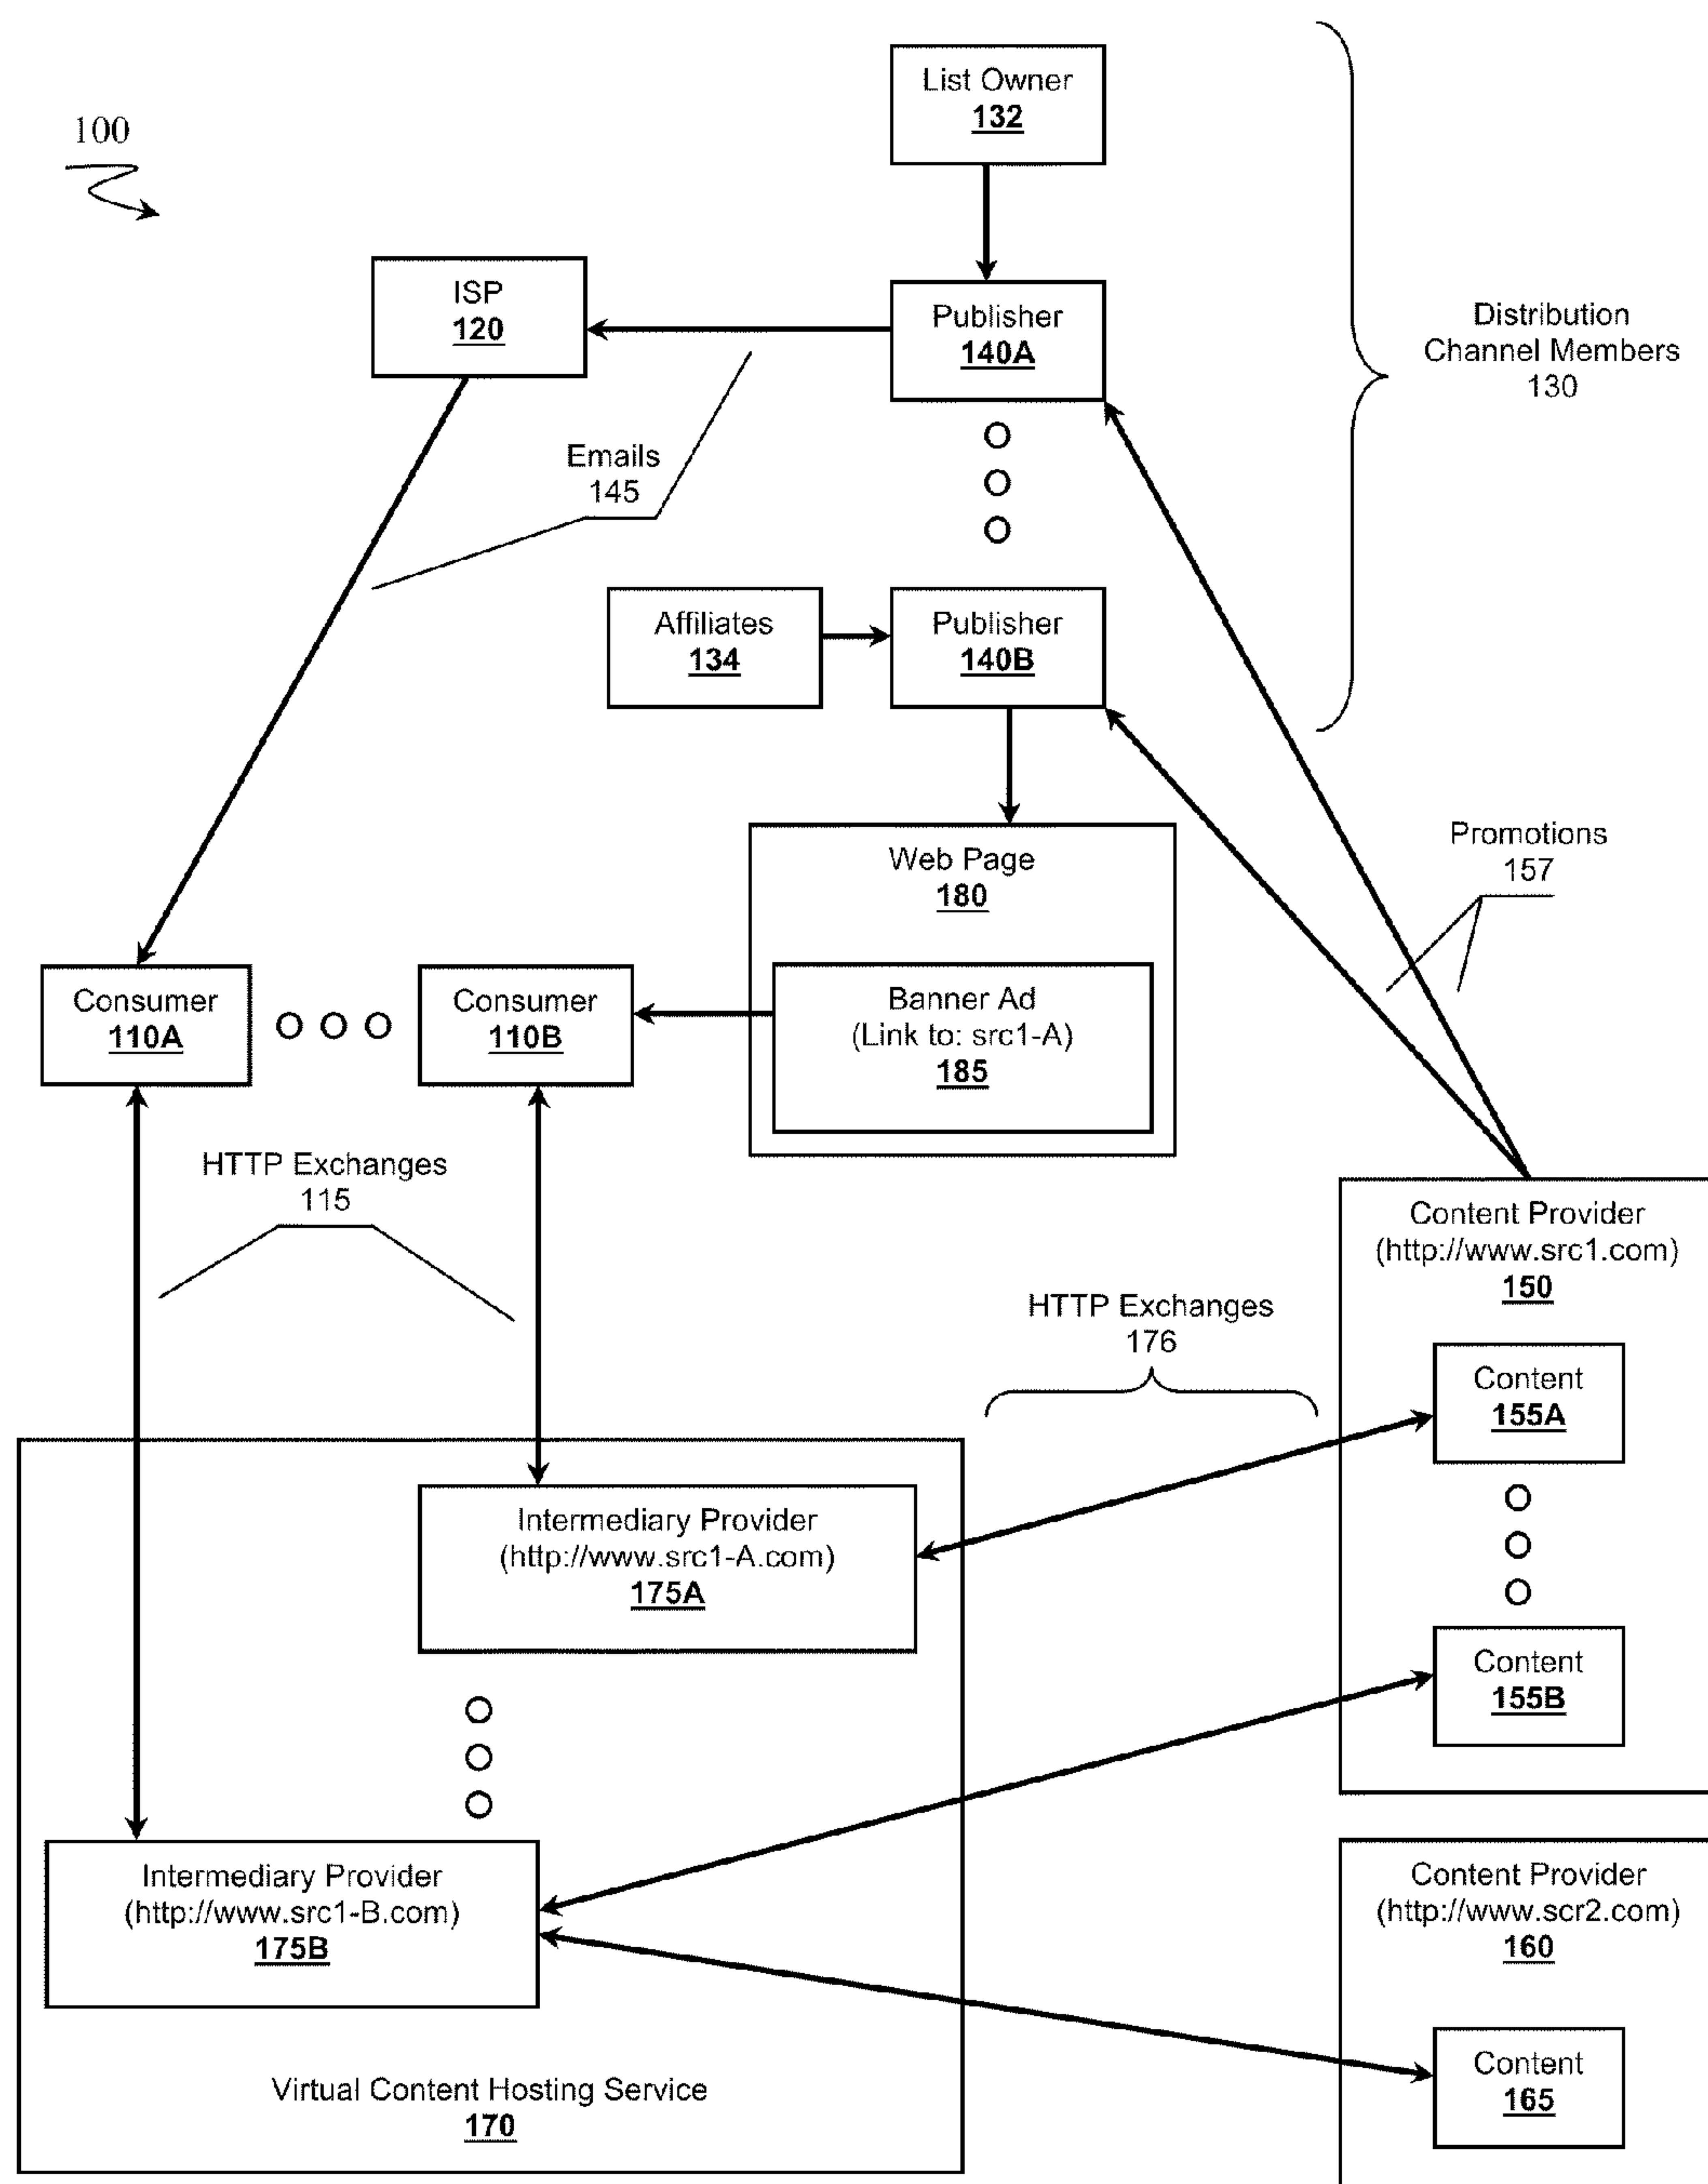 100
List Owner
132
ISP
120
Publisher
140A
Distribution
Channel Members
130
Emails
145
Affiliates
134
Publisher
140B
Web Page
180
Promotions
157
Consumer
110A
Consumer
110B
Banner Ad
(Link to: src1-A)
185
HTTP Exchanges
115
Content Provider
(http://www.src1.com)
150
HTTP Exchanges
176
Content
155A
Intermediary Provider
(http://www.src1-A.com)
175A
Content
155B
Intermediary Provider
(http://www.src1-B.com)
175B
Content Provider
(http://www.scr2.com)
160
Content
165
Virtual Content Hosting Service
170